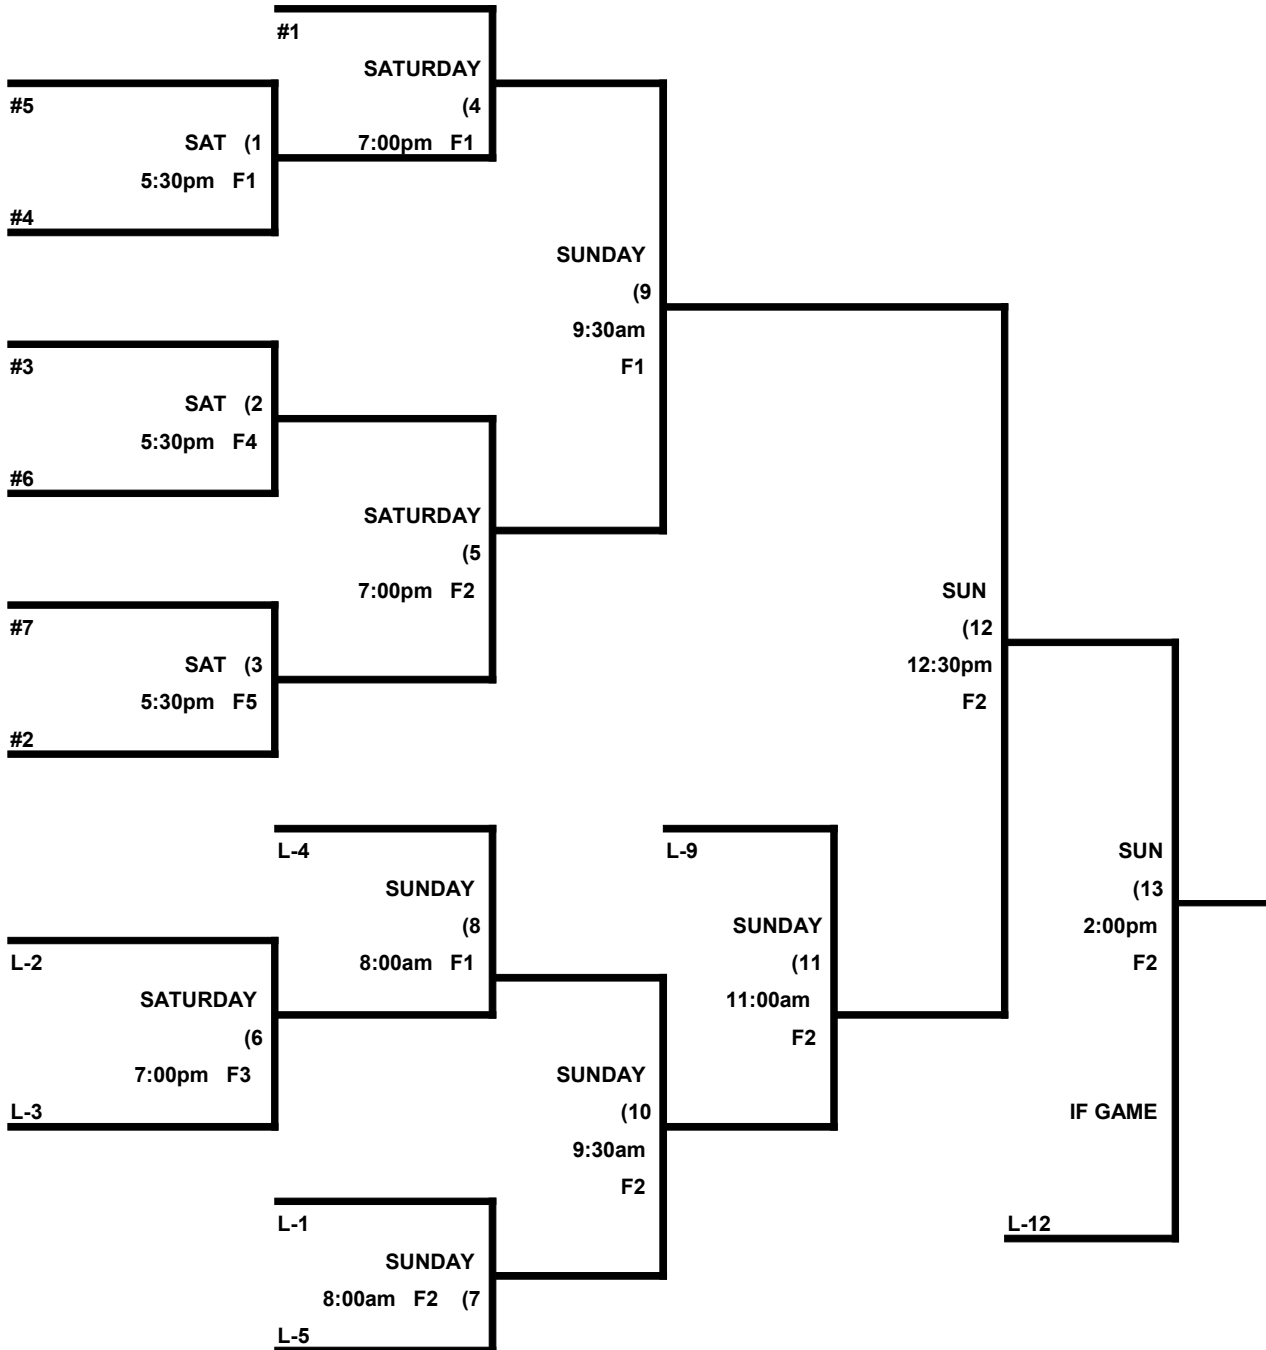 #1
SATURDAY
(4
7:00pm F1
#5
SAT (1
5:30pm F1
#4
SUNDAY
(9
9:30am
F1
#3
SAT (2
5:30pm F4
#6
SATURDAY
(5
7:00pm F2
#7
SAT (3
5:30pm F5
#2
SUN
(12
12:30pm
F2
L-4
SUNDAY
(8
8:00am F1
L-9
SUNDAY
(11
11:00am
F2
SUN
(13
2:00pm
F2
IF GAME
L-12
L-2
SATURDAY
(6
7:00pm F3
L-3
SUNDAY
(10
9:30am
F2
L-1
SUNDAY
8:00am F2 (7
L-5